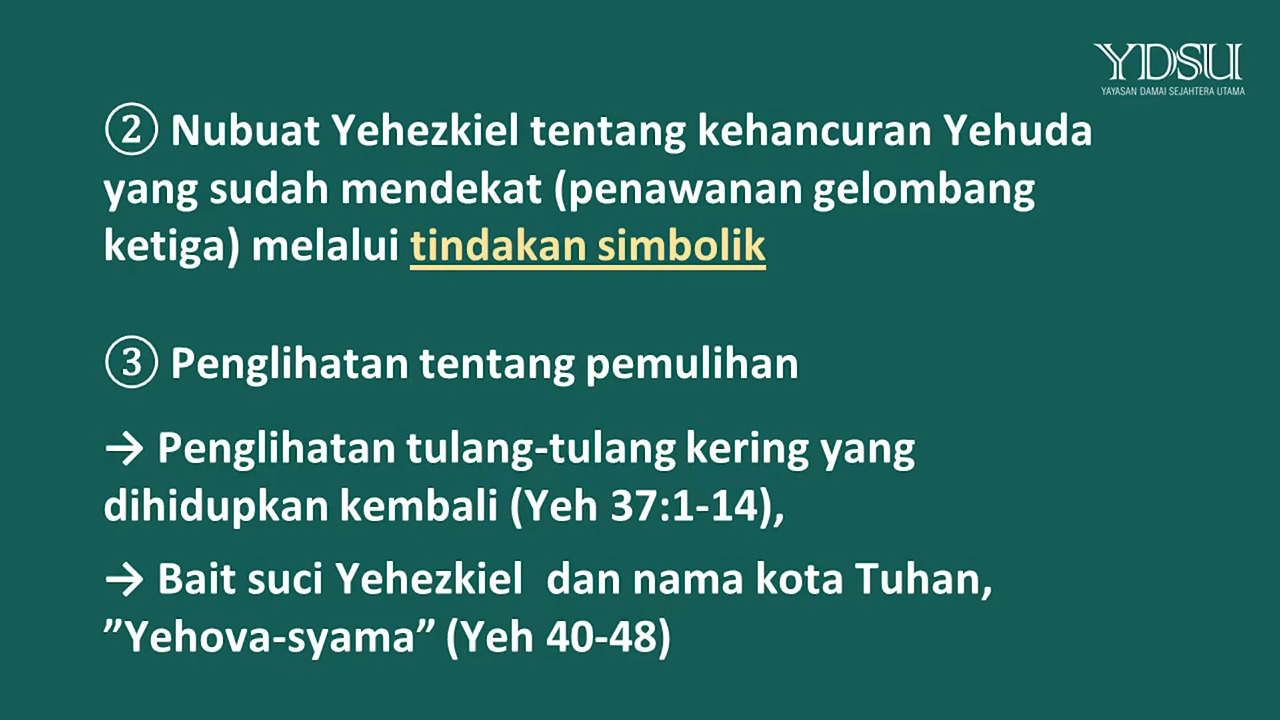 YDSU
YAYASAN DAMAI SEJAHTERA UTAMA
② Nubuat Yehezkiel tentang kehancuran Yehuda
yang sudah mendekat (penawanan gelombang
ketiga) melalui tindakan simbolik
③ Penglihatan tentang pemulihan
→ Penglihatan tulang-tulang kering yang
dihidupkan kembali (Yeh 37:1-14),
→ Bait suci Yehezkiel  dan nama kota Tuhan,
”Yehova-syama” (Yeh 40-48)